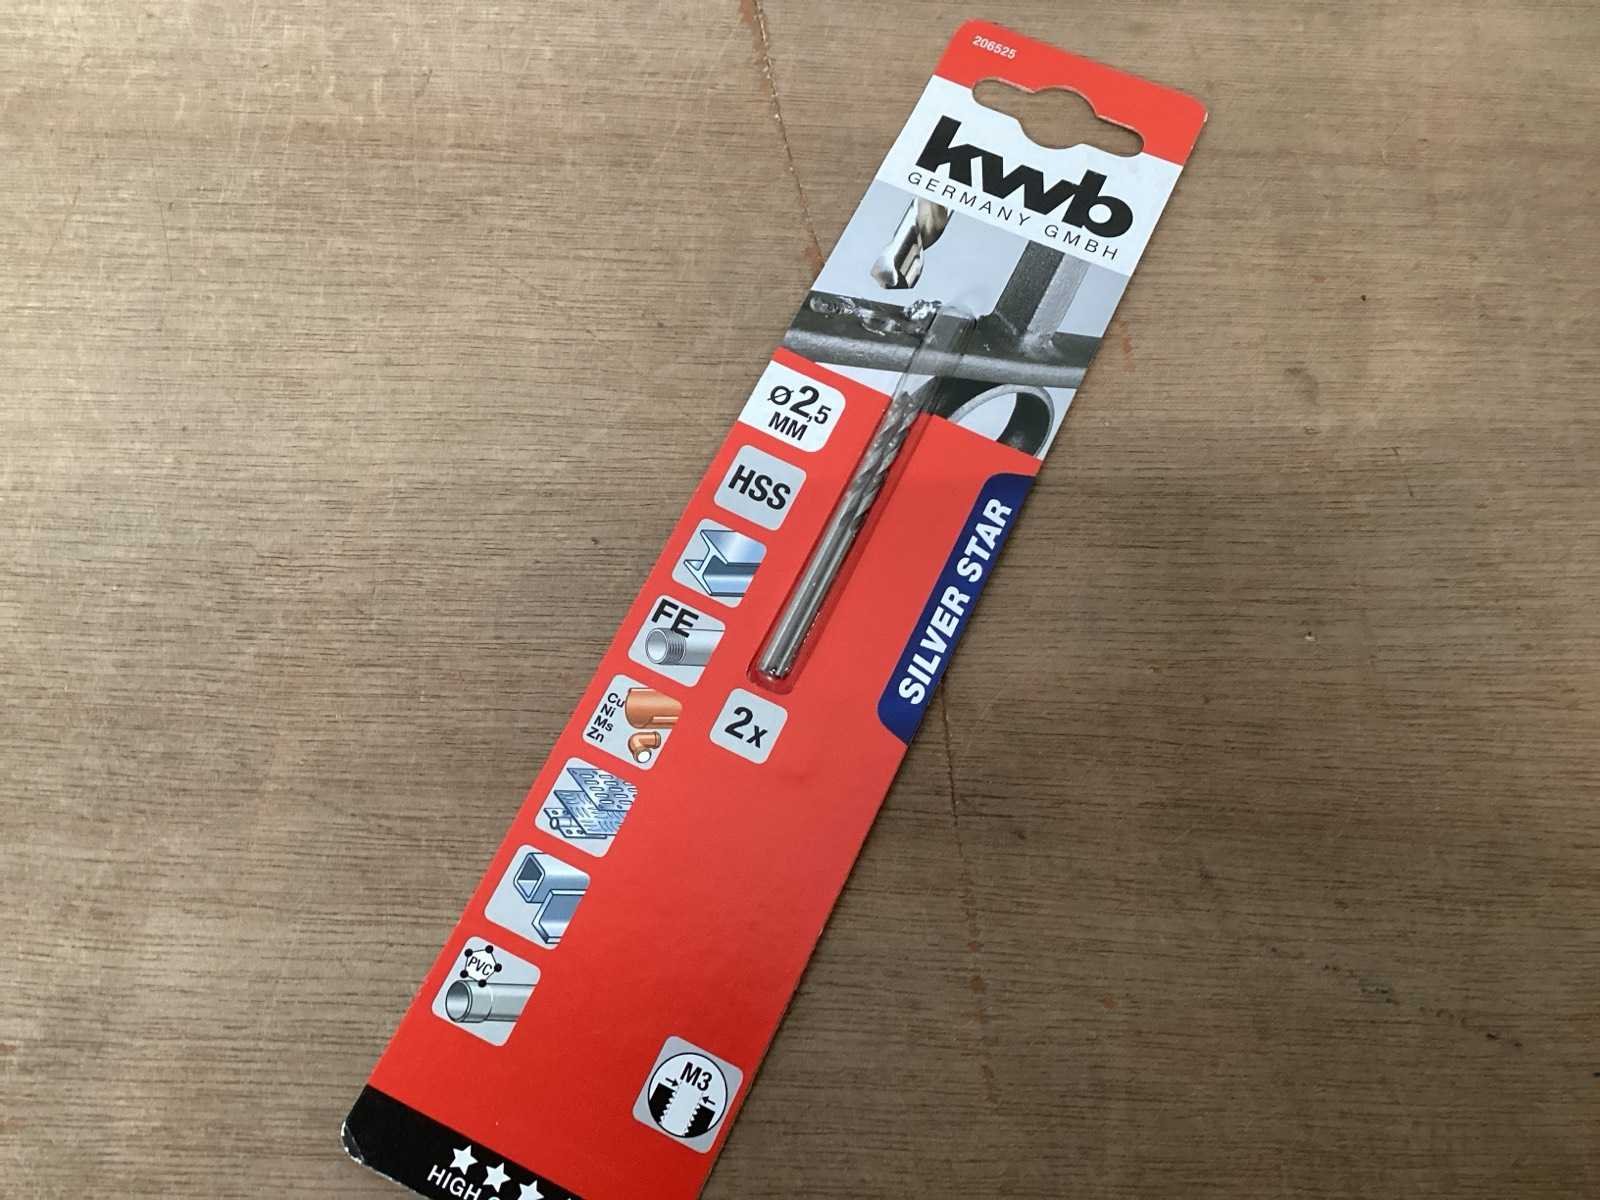 206525
kwb
GERMANY GMBH
ø2,5
MM
HSS
SILVER STAR
FE
Cu
Ni
Ms
Zn
2x
PVC
M3
HIGH